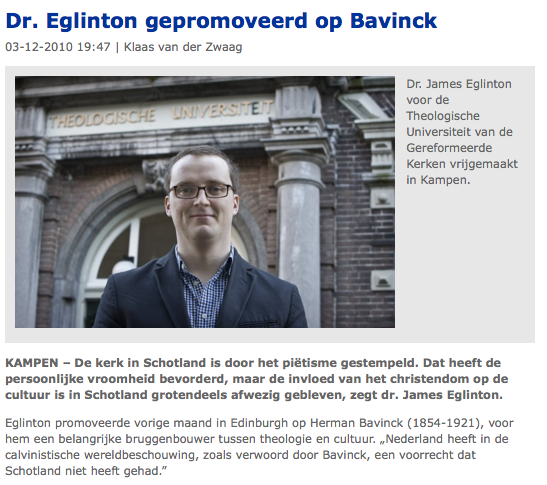 Dr. Eglinton gepromoveerd op Bavinck
03-12-2010 19:47 | Klaas van der Zwaag
THEOLOGISCHE UNIVERSITEIT
Dr. James Eglinton
voor de
Theologische
Universiteit van de
Gereformeerde
Kerken vrijgemaakt
in Kampen.
KAMPEN – De kerk in Schotland is door het piëtisme gestempeld. Dat heeft de
persoonlijke vroomheid bevorderd, maar de invloed van het christendom op de
cultuur is in Schotland grotendeels afwezig gebleven, zegt dr. James Eglinton.
Eglinton promoveerde vorige maand in Edinburgh op Herman Bavinck (1854-1921), voor
hem een belangrijke bruggenbouwer tussen theologie en cultuur. „Nederland heeft in de
calvinistische wereldbeschouwing, zoals verwoord door Bavinck, een voorrecht dat
Schotland niet heeft gehad.”